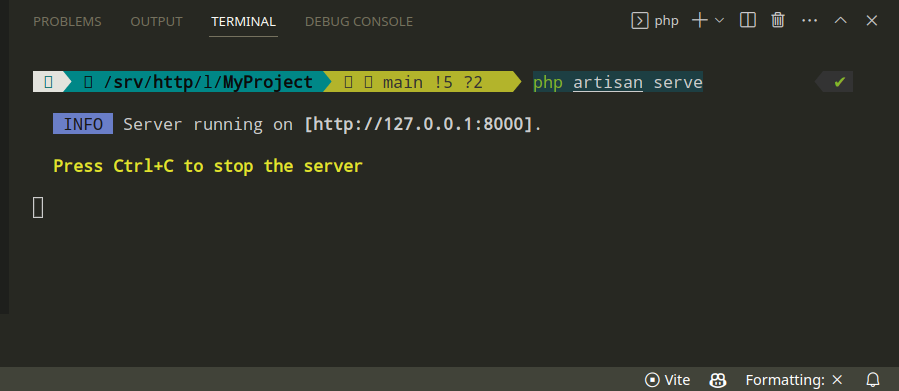 PROBLEMS OUTPUT TERMINAL DEBUG CONSOLE php
/srv/http/l/MyProject main !5 ?2 php artisan serve ✔
INFO Server running on [http://127.0.0.1:8000].
Press Ctrl+C to stop the server
Vite Formatting: ×